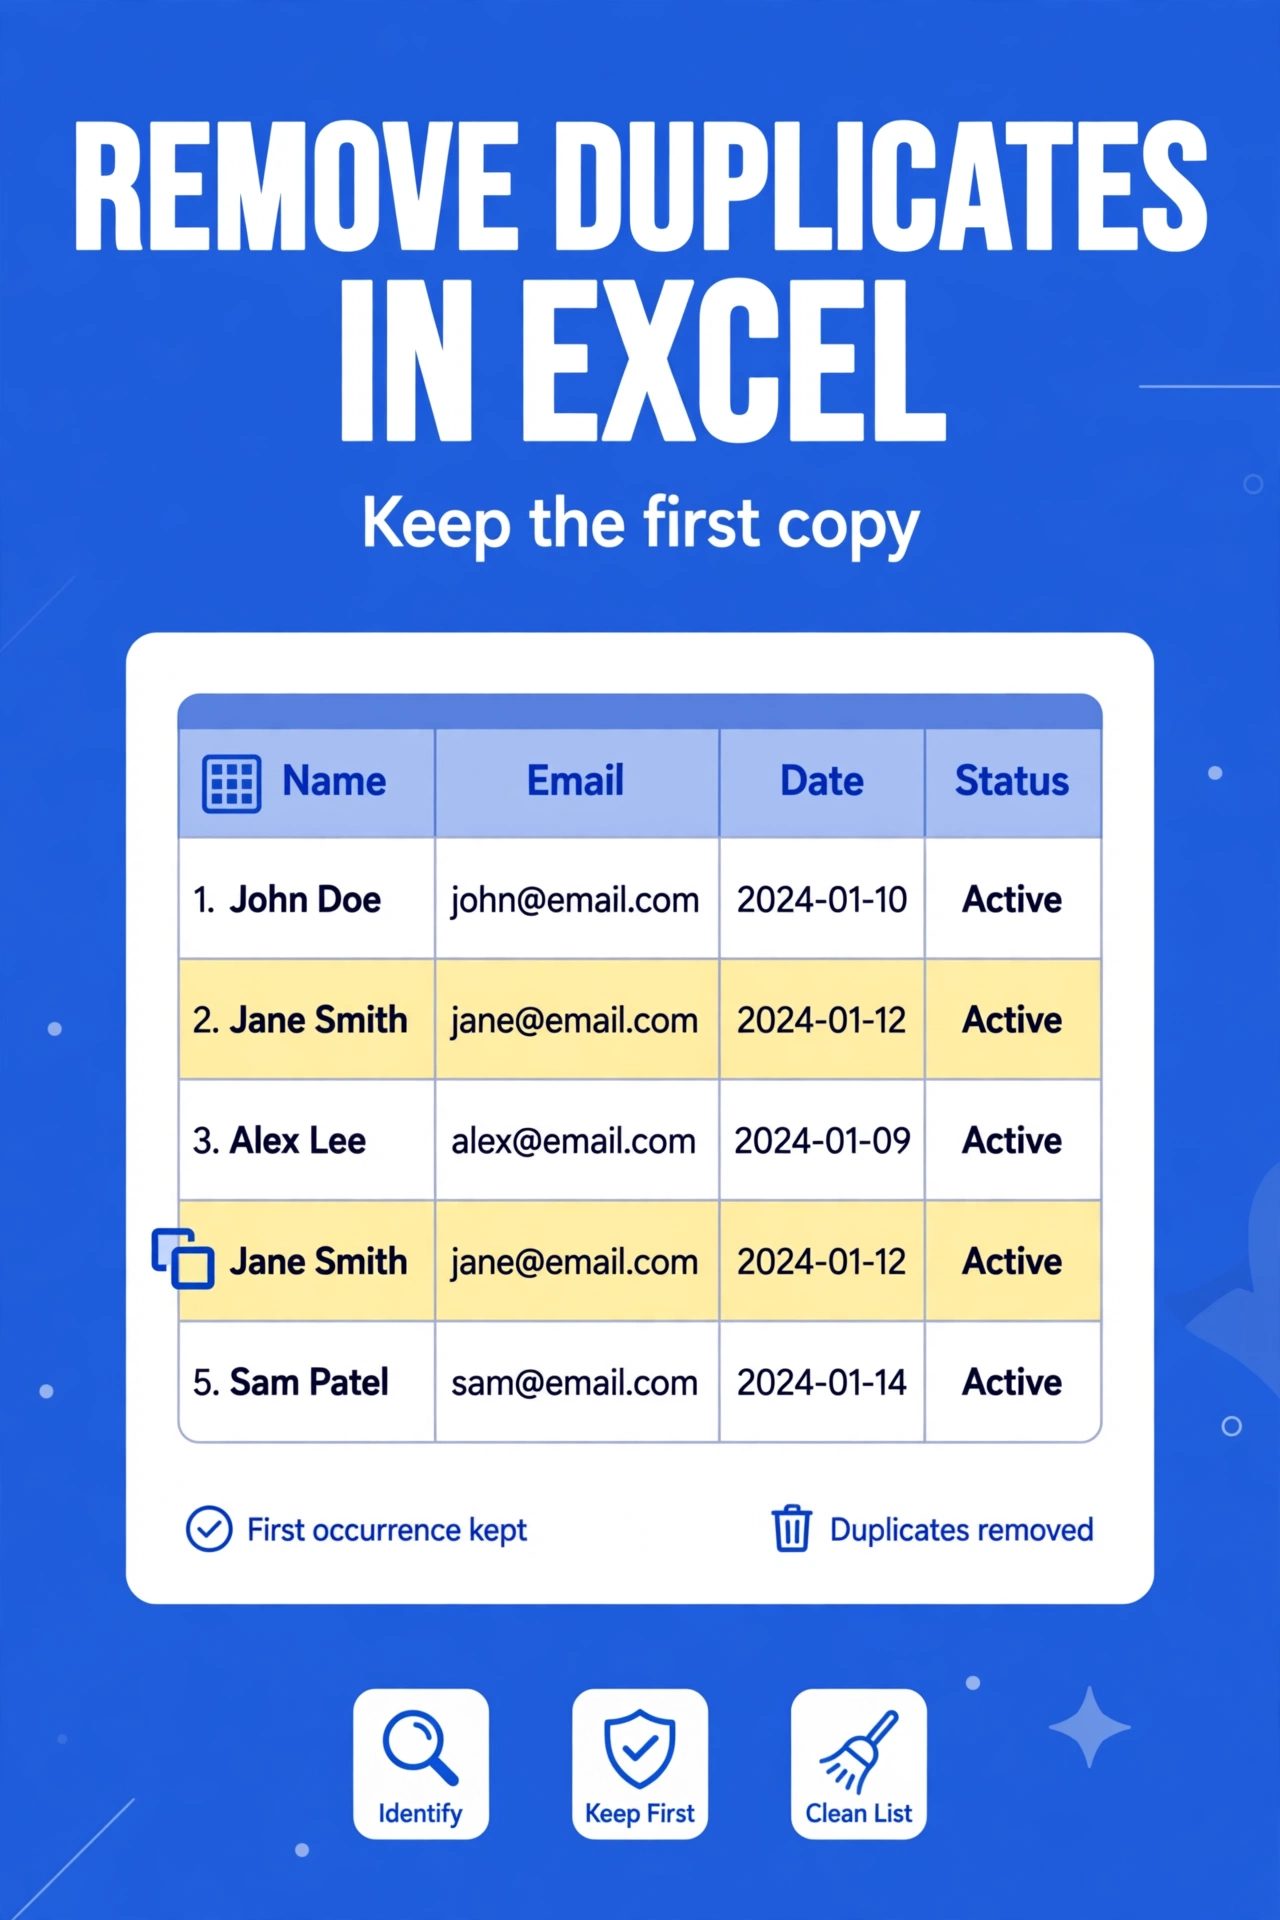 REMOVE DUPLICATES
IN EXCEL
Keep the first copy
Name Email Date Status
1. John Doe john@email.com 2024-01-10 Active
2. Jane Smith jane@email.com 2024-01-12 Active
3. Alex Lee alex@email.com 2024-01-09 Active
Jane Smith jane@email.com 2024-01-12 Active
5. Sam Patel sam@email.com 2024-01-14 Active
First occurrence kept Duplicates removed
Identify Keep First Clean List